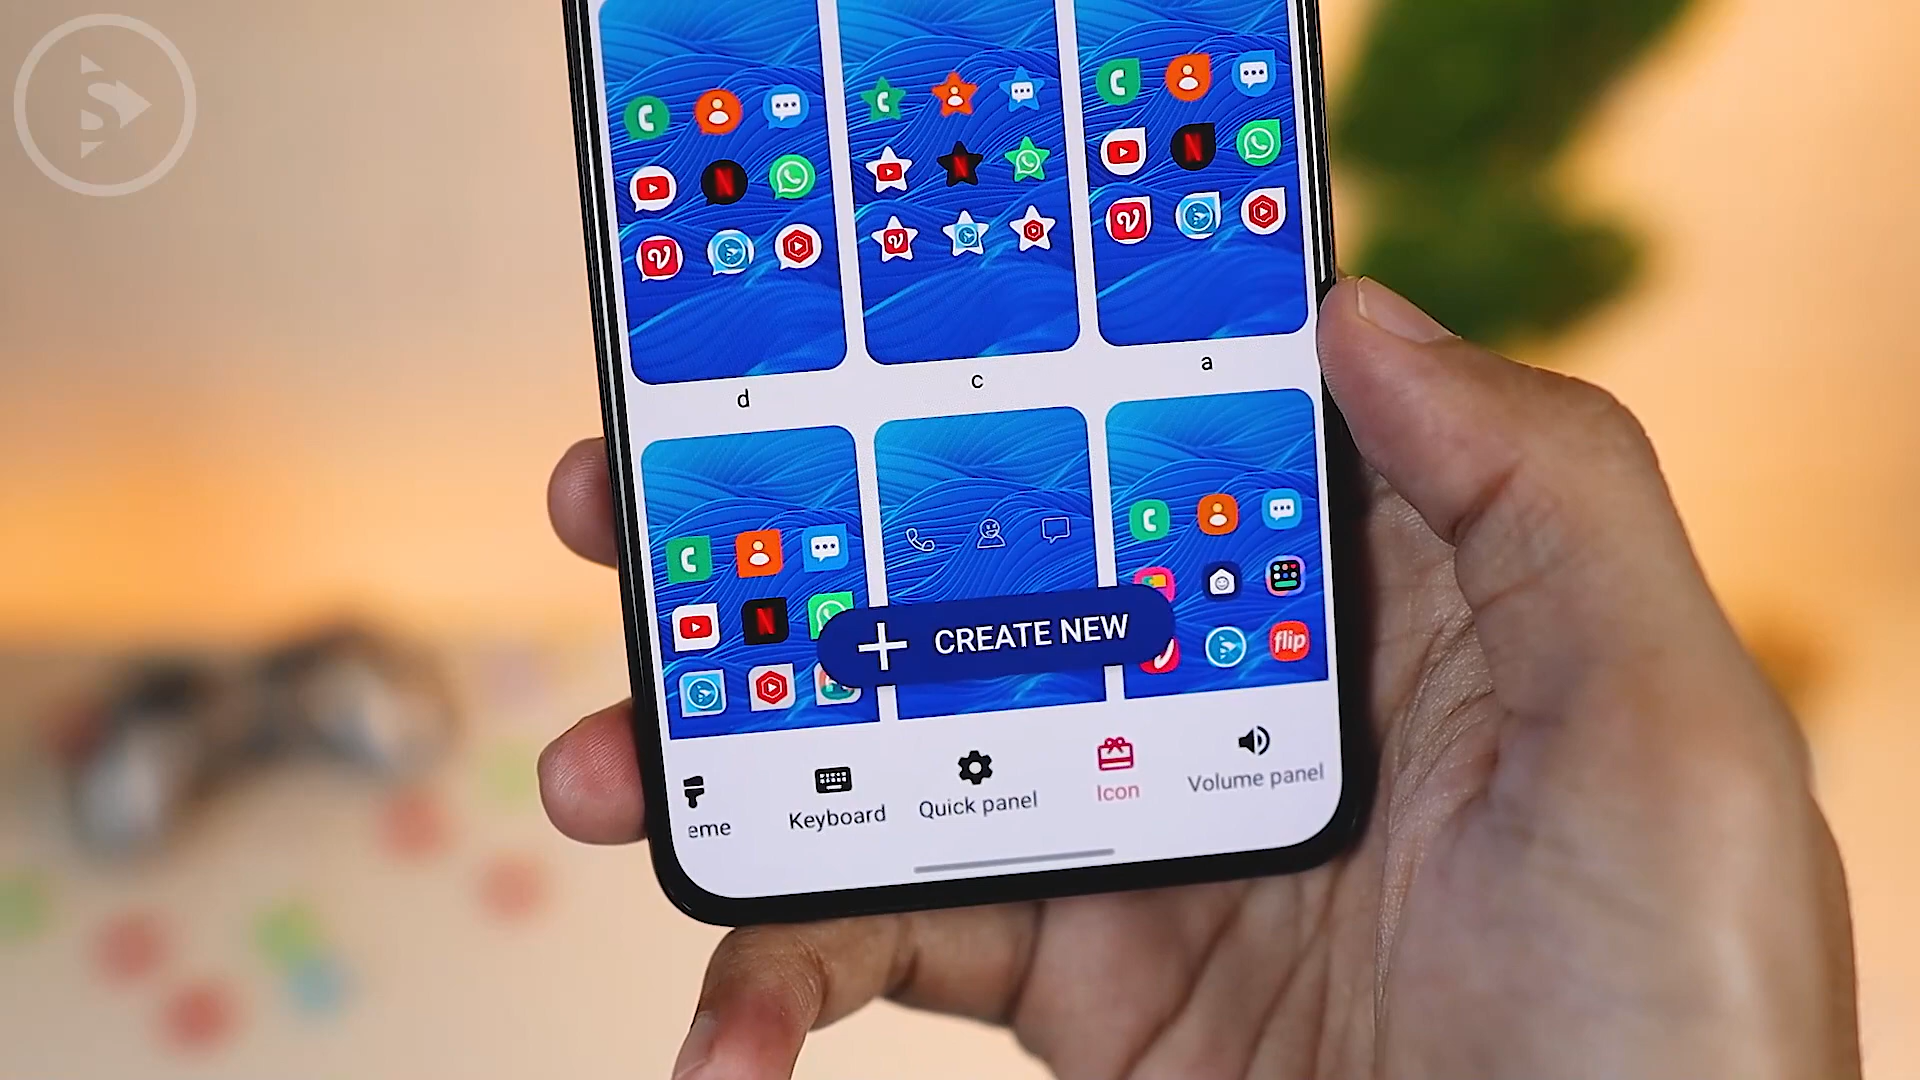 d
c
a
flip
CREATE NEW
eme
Keyboard
Quick panel
Icon
Volume panel